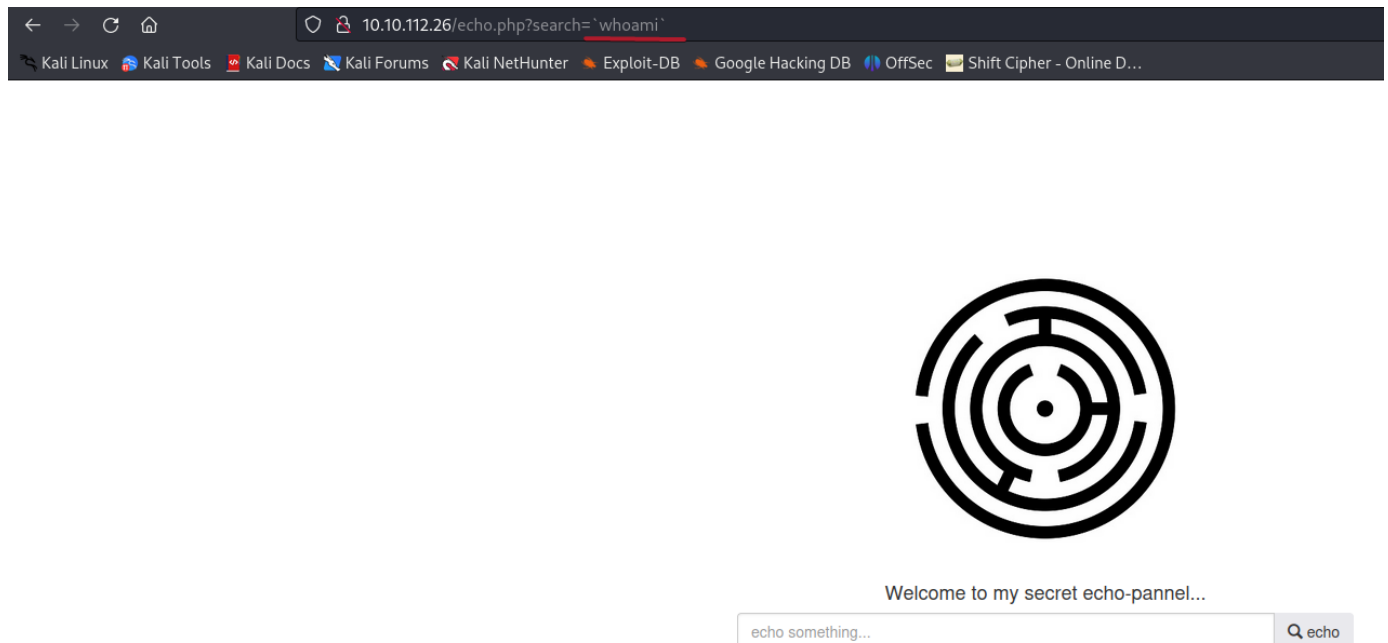 10.10.112.26/echo.php?search=`whoami`
Kali Linux Kali Tools Kali Docs Kali Forums Kali NetHunter Exploit-DB Google Hacking DB OffSec Shift Cipher - Online D...
Welcome to my secret echo-pannel...
echo something... echo